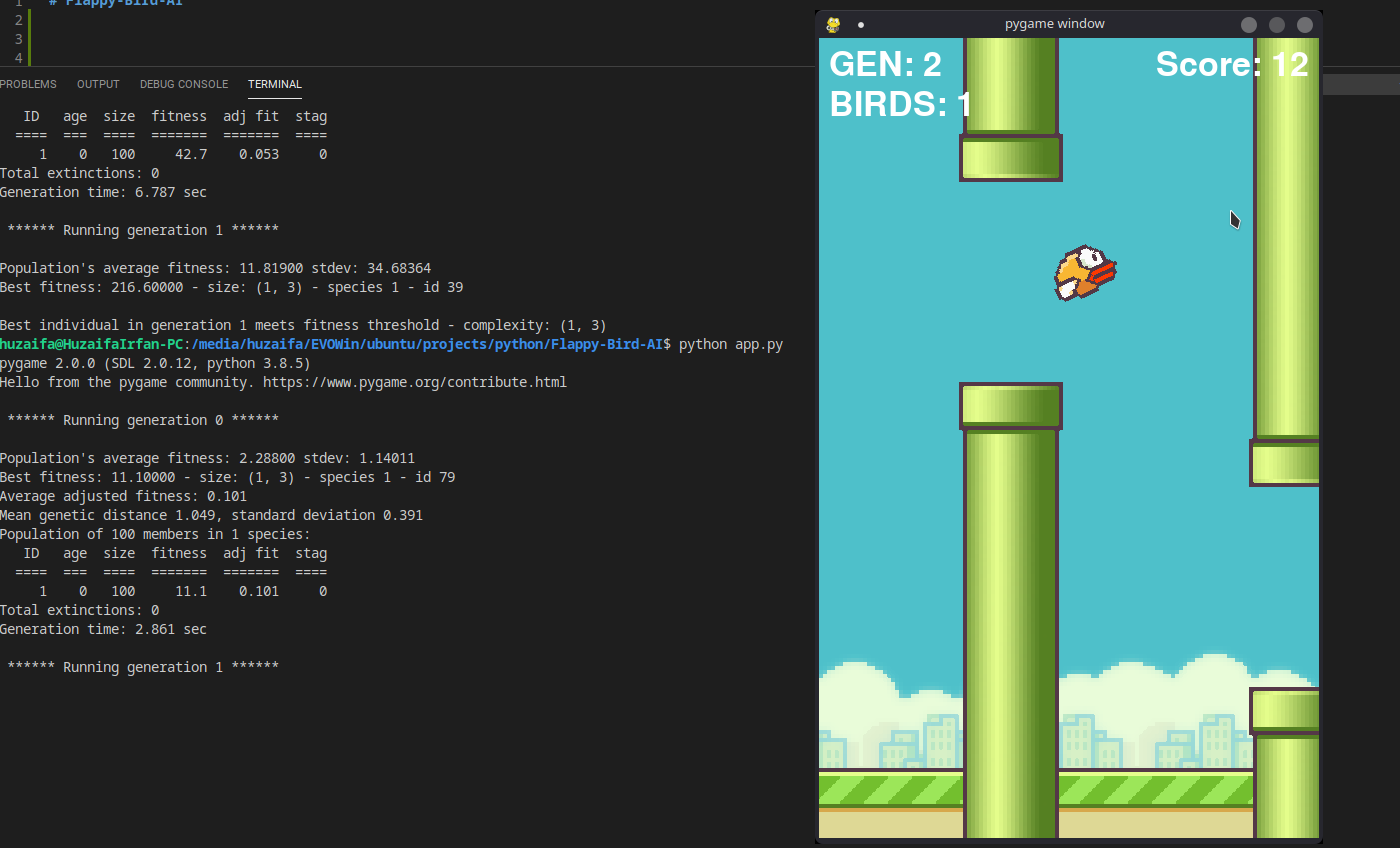 1 # Flappy-Bird-AI
2
3
4
PROBLEMS OUTPUT DEBUG CONSOLE TERMINAL
ID age size fitness adj fit stag
==== === ==== ======= ======= ====
1 0 100 42.7 0.053 0
Total extinctions: 0
Generation time: 6.787 sec
****** Running generation 1 ******
Population's average fitness: 11.81900 stdev: 34.68364
Best fitness: 216.60000 - size: (1, 3) - species 1 - id 39
Best individual in generation 1 meets fitness threshold - complexity: (1, 3)
huzaifa@HuzaifaIrfan-PC:/media/huzaifa/EVOWin/ubuntu/projects/python/Flappy-Bird-AI$ python app.py
pygame 2.0.0 (SDL 2.0.12, python 3.8.5)
Hello from the pygame community. https://www.pygame.org/contribute.html
****** Running generation 0 ******
Population's average fitness: 2.28800 stdev: 1.14011
Best fitness: 11.10000 - size: (1, 3) - species 1 - id 79
Average adjusted fitness: 0.101
Mean genetic distance 1.049, standard deviation 0.391
Population of 100 members in 1 species:
ID age size fitness adj fit stag
==== === ==== ======= ======= ====
1 0 100 11.1 0.101 0
Total extinctions: 0
Generation time: 2.861 sec
****** Running generation 1 ******
pygame window
GEN: 2
Score: 12
BIRDS: 1